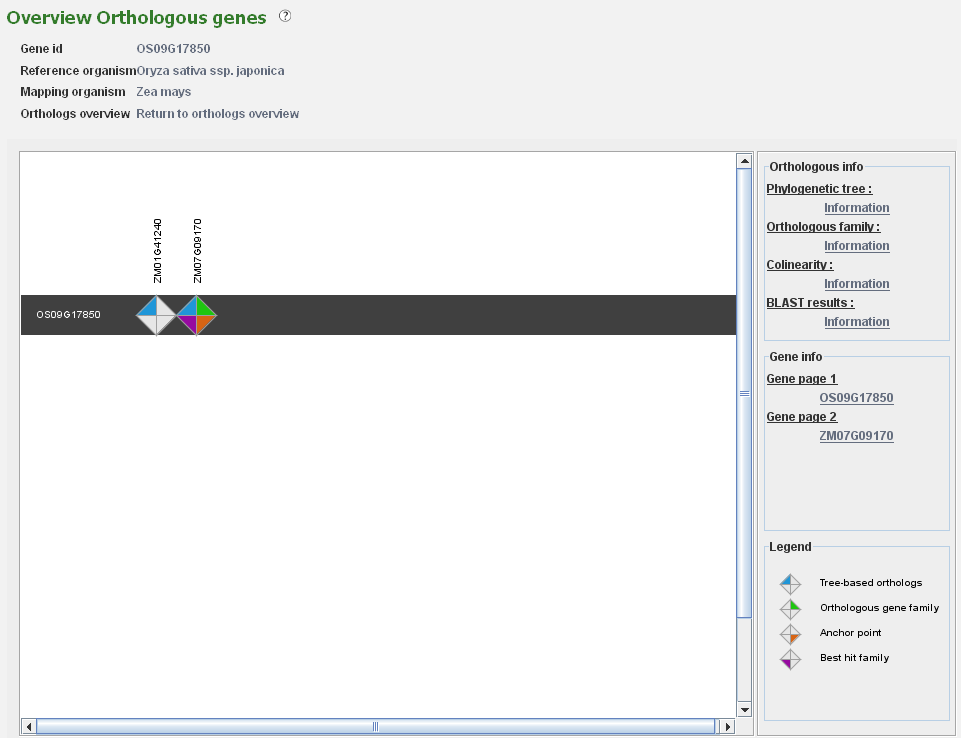 Overview Orthologous genes ?
Gene id OS09G17850
Reference organism Oryza sativa ssp. japonica
Mapping organism Zea mays
Orthologs overview Return to orthologs overview
ZM01G41240
ZM07G09170
OS09G17850
Orthologous info
Phylogenetic tree :
Information
Orthologous family :
Information
Colinearity :
Information
BLAST results :
Information
Gene info
Gene page 1
OS09G17850
Gene page 2
ZM07G09170
Legend
Tree-based orthologs
Orthologous gene family
Anchor point
Best hit family